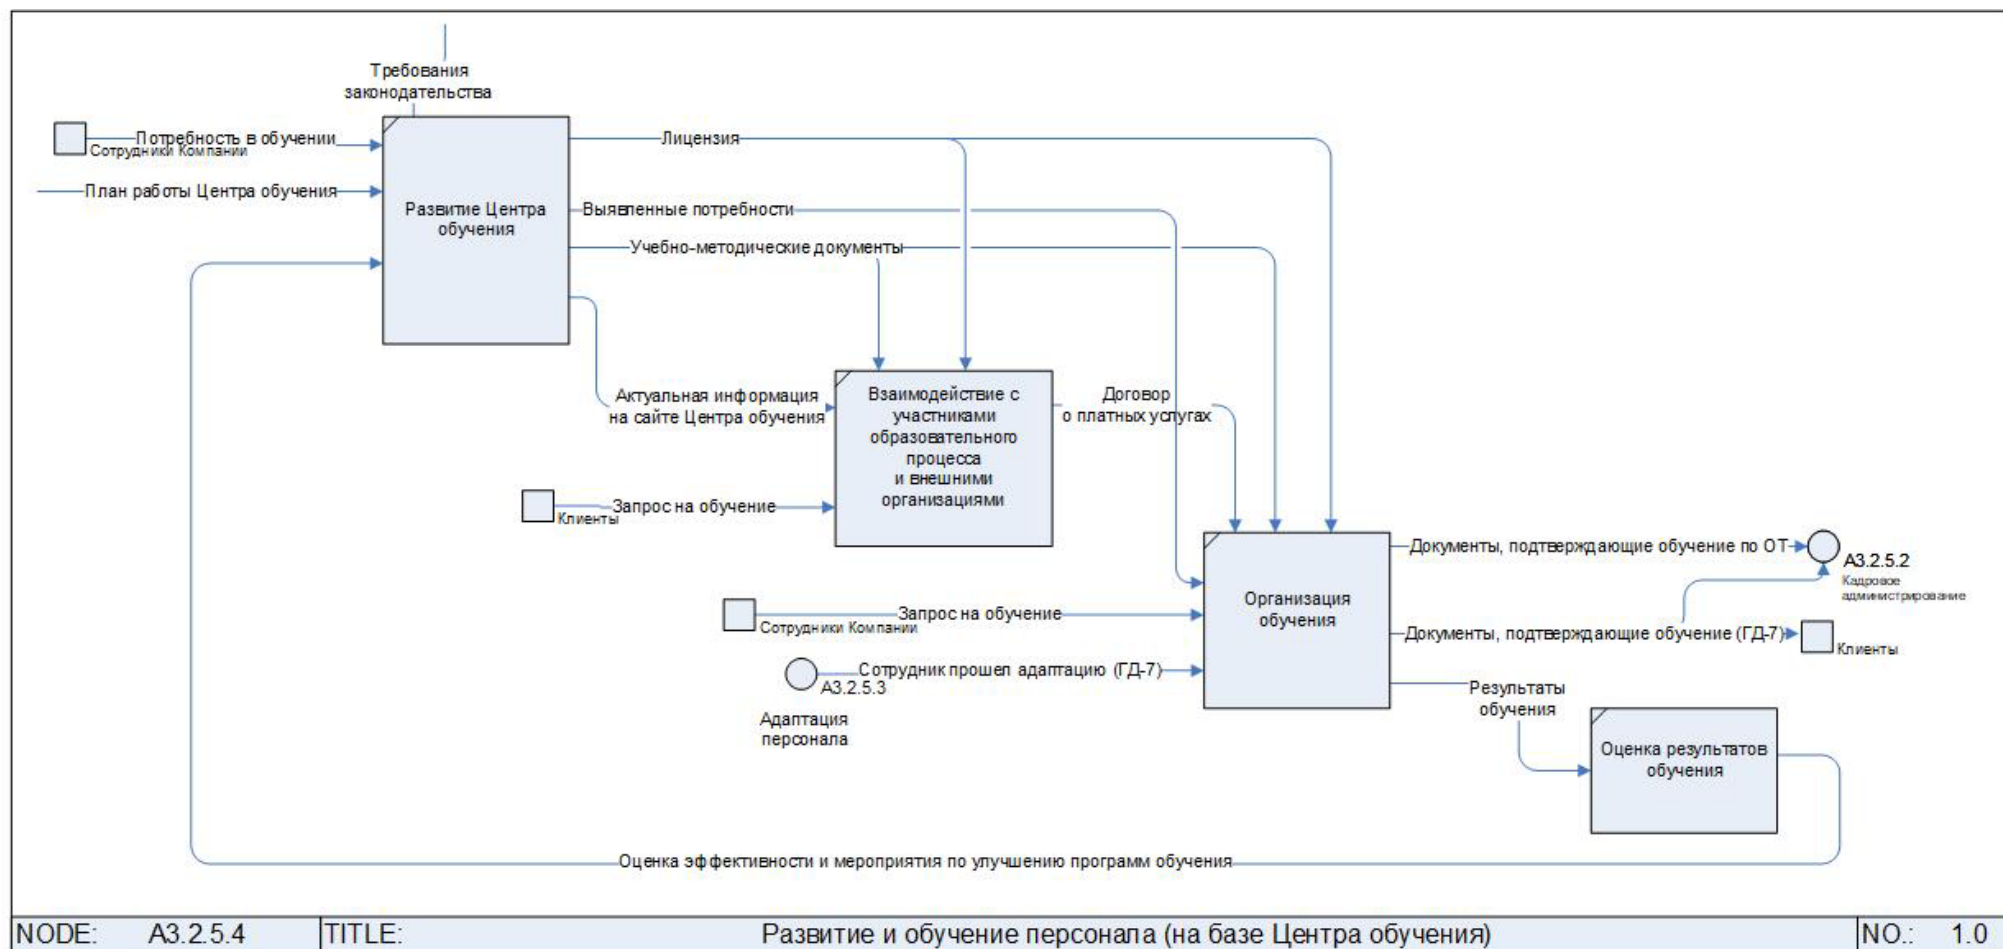 Требования
законодательства
Потребность в обучении
Сотрудники Компании
План работы Центра обучения
Развитие Центра
обучения
Лицензия
Выявленные потребности
Учебно-методические документы
Актуальная информация
на сайте Центра обучения
Взаимодействие с
участниками
образовательного
процесса
и внешними
организациями
Договор
о платных услугах
Запрос на обучение
Клиенты
Организация
обучения
Запрос на обучение
Сотрудники Компании
Сотрудник прошел адаптацию (ГД-7)
А3.2.5.3
Адаптация
персонала
Документы, подтверждающие обучение по ОТ
А3.2.5.2
Кадровое
администрирование
Документы, подтверждающие обучение (ГД-7)
Клиенты
Результаты
обучения
Оценка результатов
обучения
Оценка эффективности и мероприятия по улучшению программ обучения
NODE: А3.2.5.4 TITLE: Развитие и обучение персонала (на базе Центра обучения) NO.: 1.0